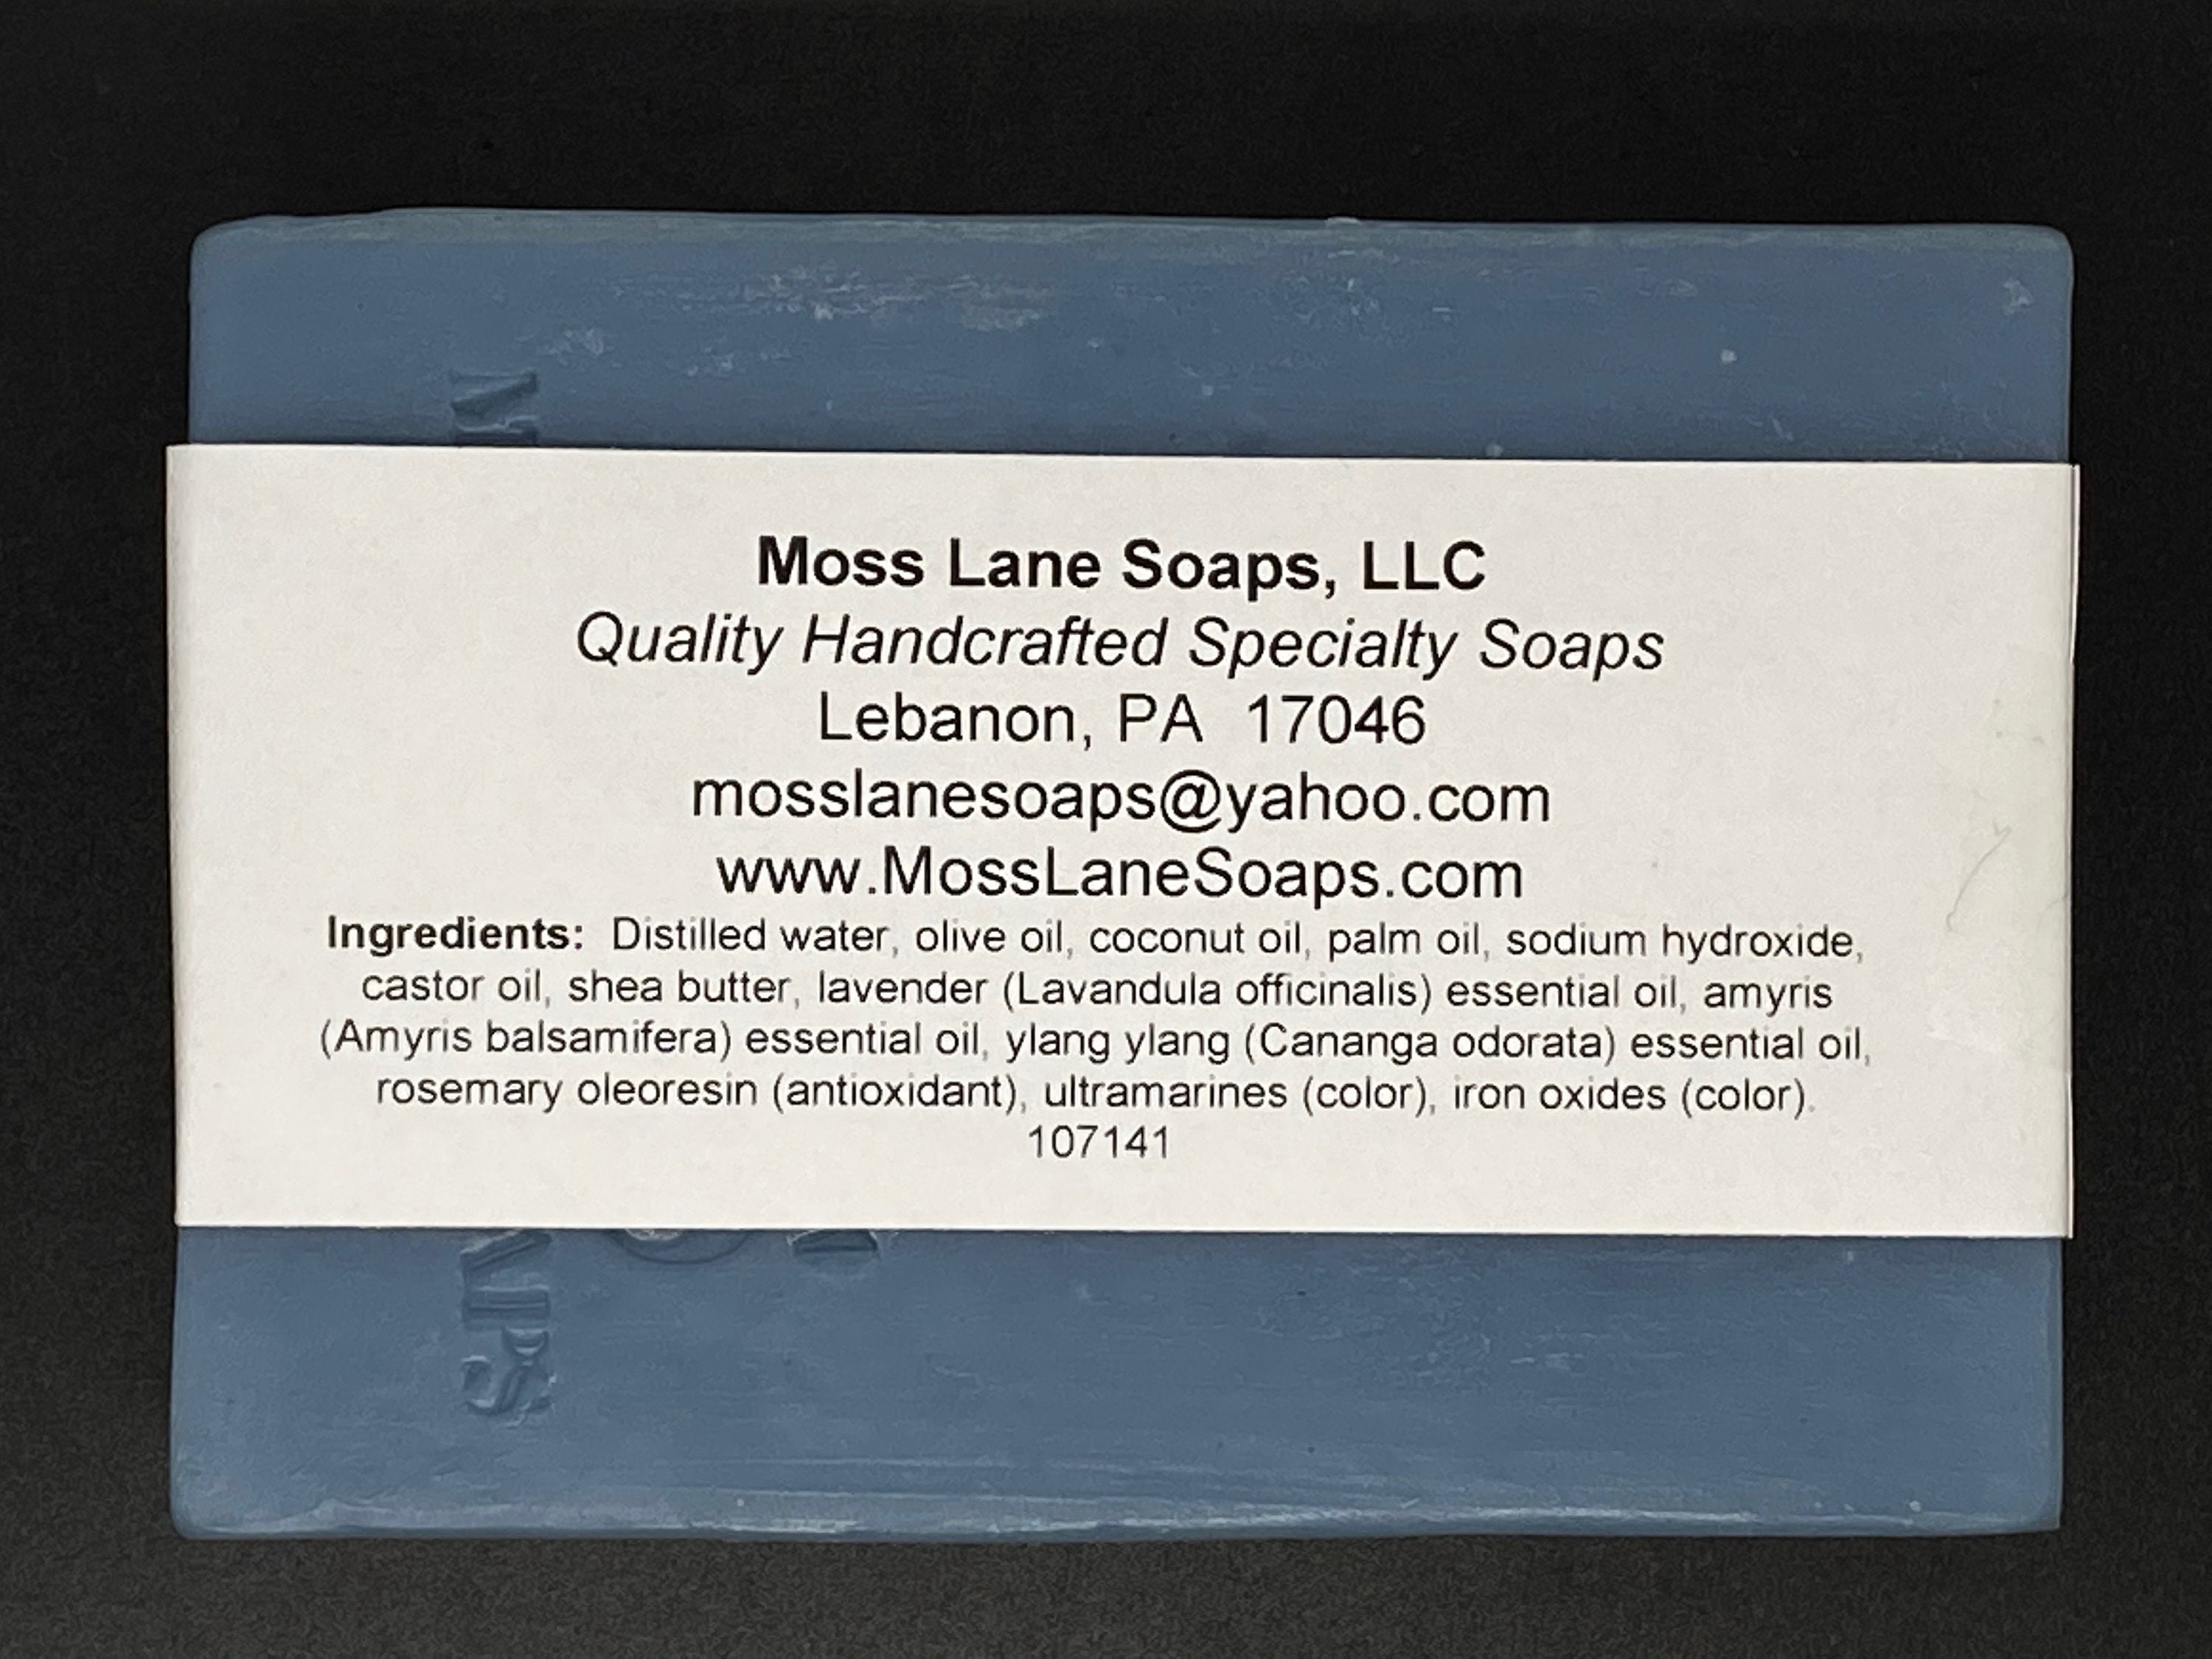 Moss Lane Soaps, LLC
Quality Handcrafted Specialty Soaps
Lebanon, PA 17046
mosslanesoaps@yahoo.com
www.MossLaneSoaps.com
Ingredients: Distilled water, olive oil, coconut oil, palm oil, sodium hydroxide,
castor oil, shea butter, lavender (Lavandula officinalis) essential oil, amyris
(Amyris balsamifera) essential oil, ylang ylang (Cananga odorata) essential oil,
rosemary oleoresin (antioxidant), ultramarines (color), iron oxides (color).
107141